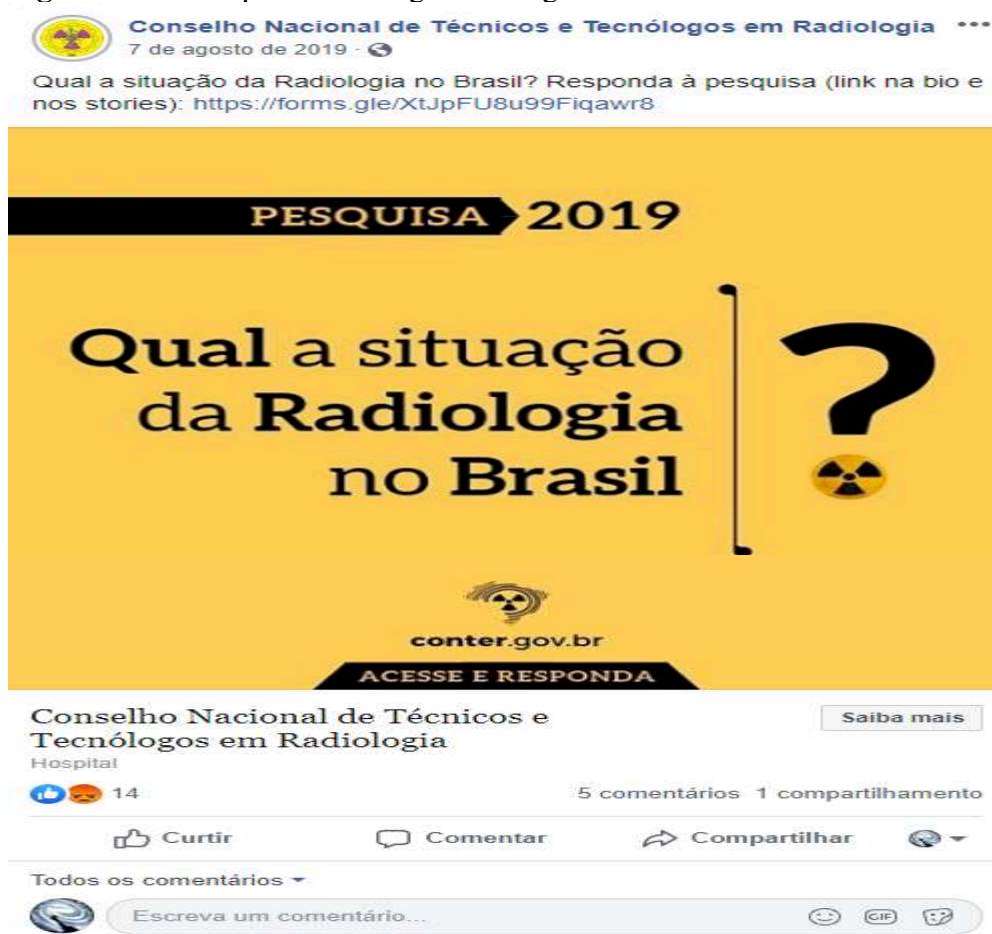 Conselho Nacional de Técnicos e Tecnólogos em Radiologia
7 de agosto de 2019 ·
Qual a situação da Radiologia no Brasil? Responda à pesquisa (link na bio e
nos stories): https://forms.gle/XtJpFU8u99Fiqawr8
PESQUISA 2019
Qual a situação
da Radiologia
no Brasil
?
conter.gov.br
ACESSE E RESPONDA
Conselho Nacional de Técnicos e
Tecnólogos em Radiologia
Saiba mais
Hospital
14
5 comentários 1 compartilhamento
Curtir Comentar Compartilhar
Todos os comentários
Escreva um comentário...
GIF